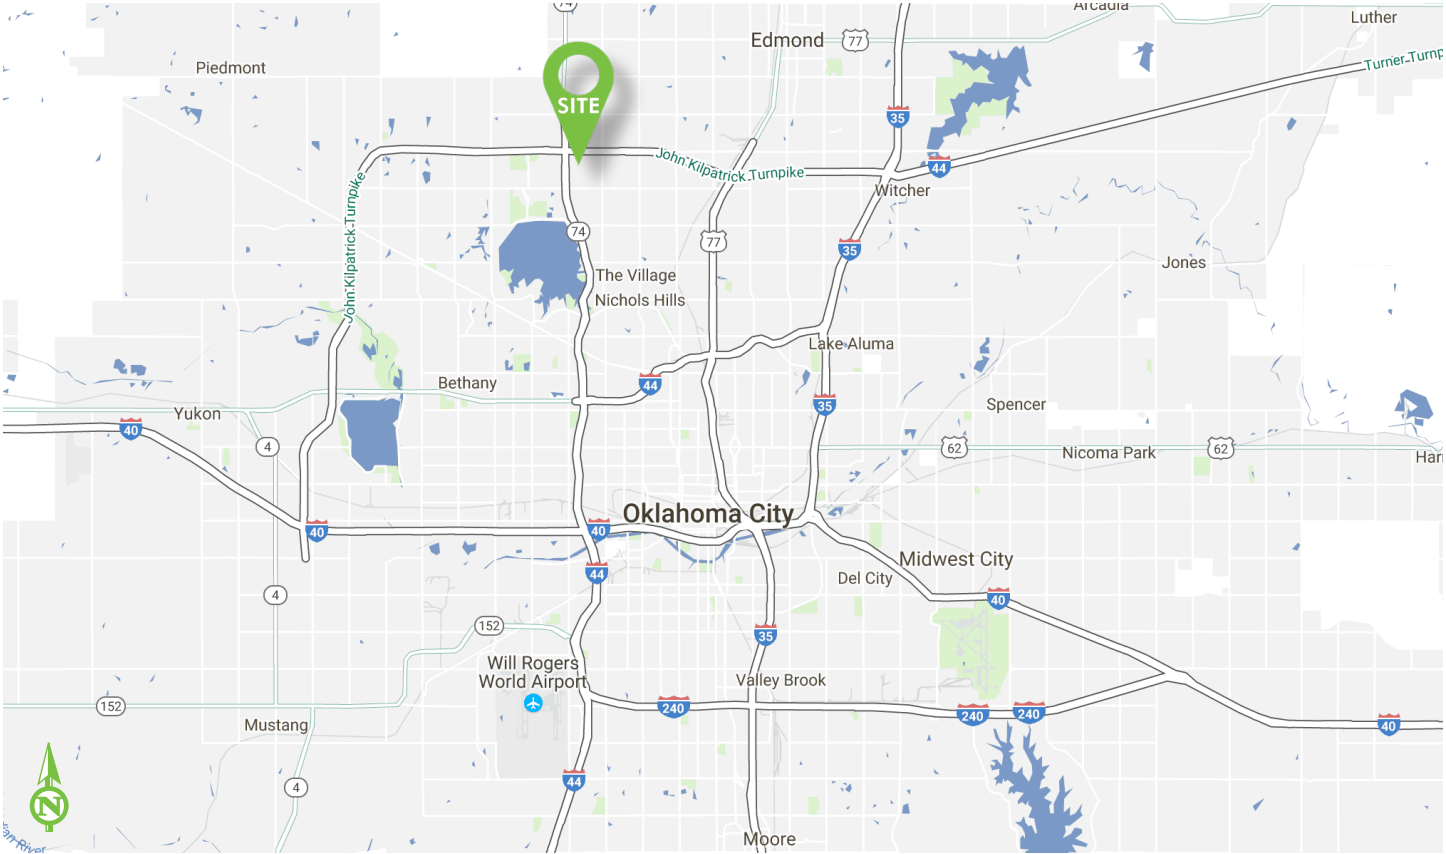 74
Arcadia
Luther
Edmond
77
Piedmont
Turner Turnp
SITE
35
John Kilpatrick Turnpike
44
Witcher
John Kilpatrick Turnpike
74
77
35
Jones
The Village
Nichols Hills
Lake Aluma
Bethany
44
35
Spencer
Yukon
40
4
62
Nicoma Park
62
Harr
Oklahoma City
40
40
44
Midwest City
Del City
4
40
152
35
Will Rogers
World Airport
Valley Brook
152
240
240
240
Mustang
40
44
4
N
Moore
ian River